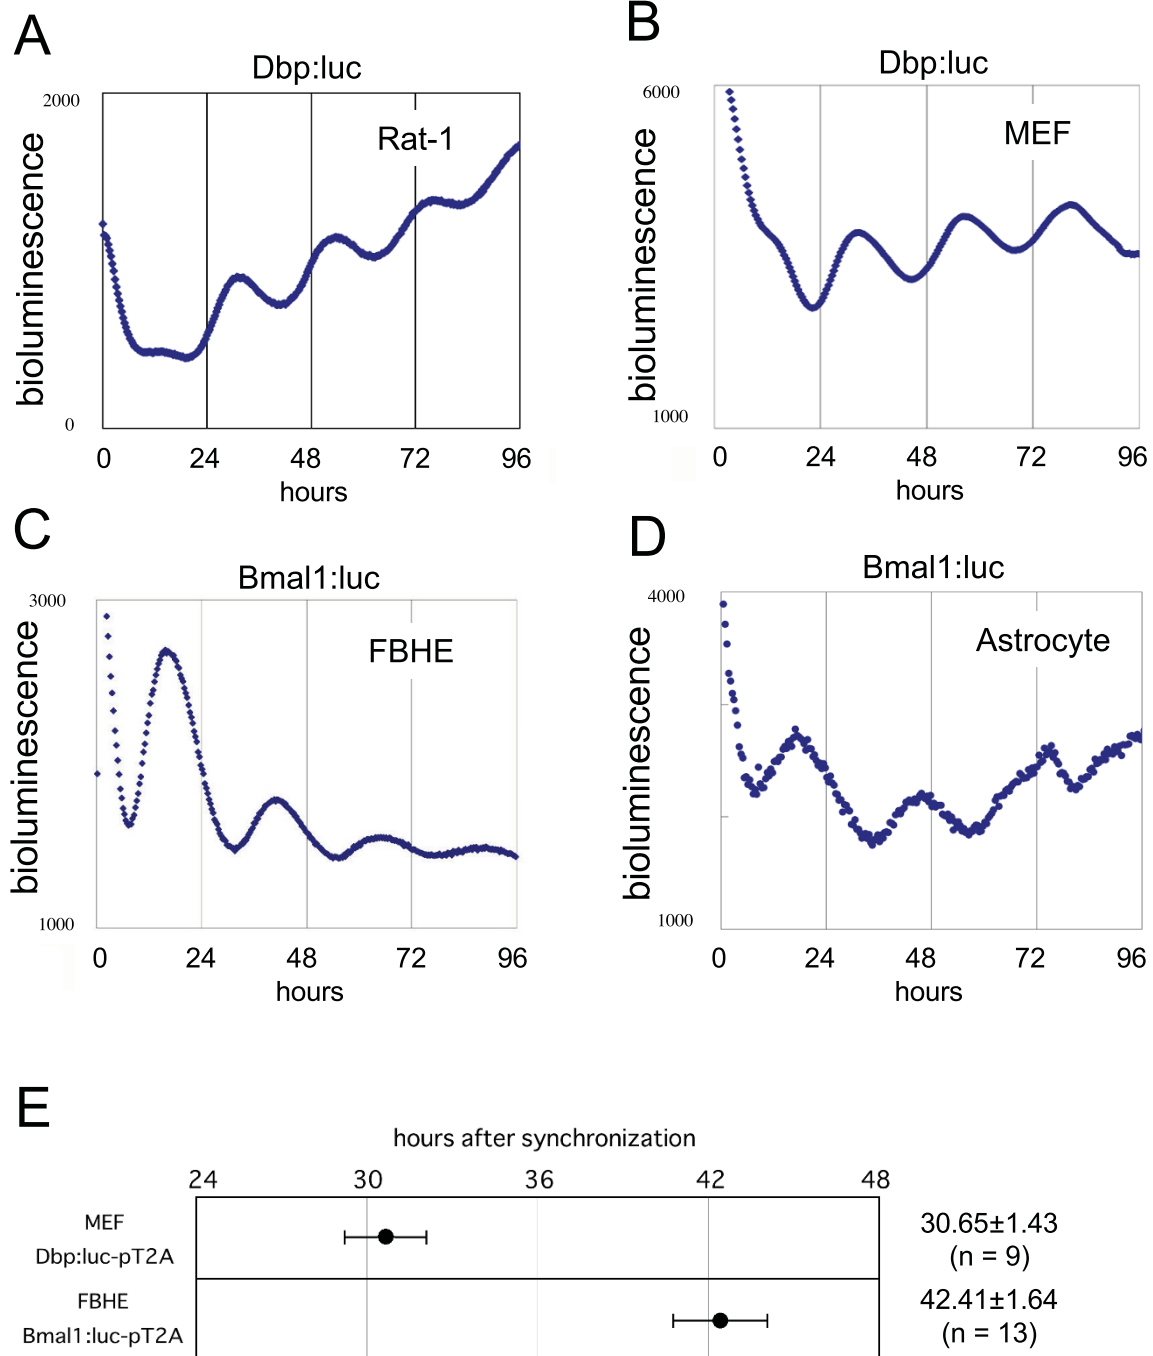 A
Dbp:luc
2000
Rat-1
bioluminescence
0
0 24 48 72 96
hours
B
Dbp:luc
6000
MEF
bioluminescence
1000
0 24 48 72 96
hours
C
Bmal1:luc
3000
FBHE
bioluminescence
1000
0 24 48 72 96
hours
D
Bmal1:luc
4000
Astrocyte
bioluminescence
1000
0 24 48 72 96
hours
E
hours after synchronization
24 30 36 42 48
MEF
Dbp:luc-pT2A
30.65±1.43
(n = 9)
FBHE
Bmal1:luc-pT2A
42.41±1.64
(n = 13)